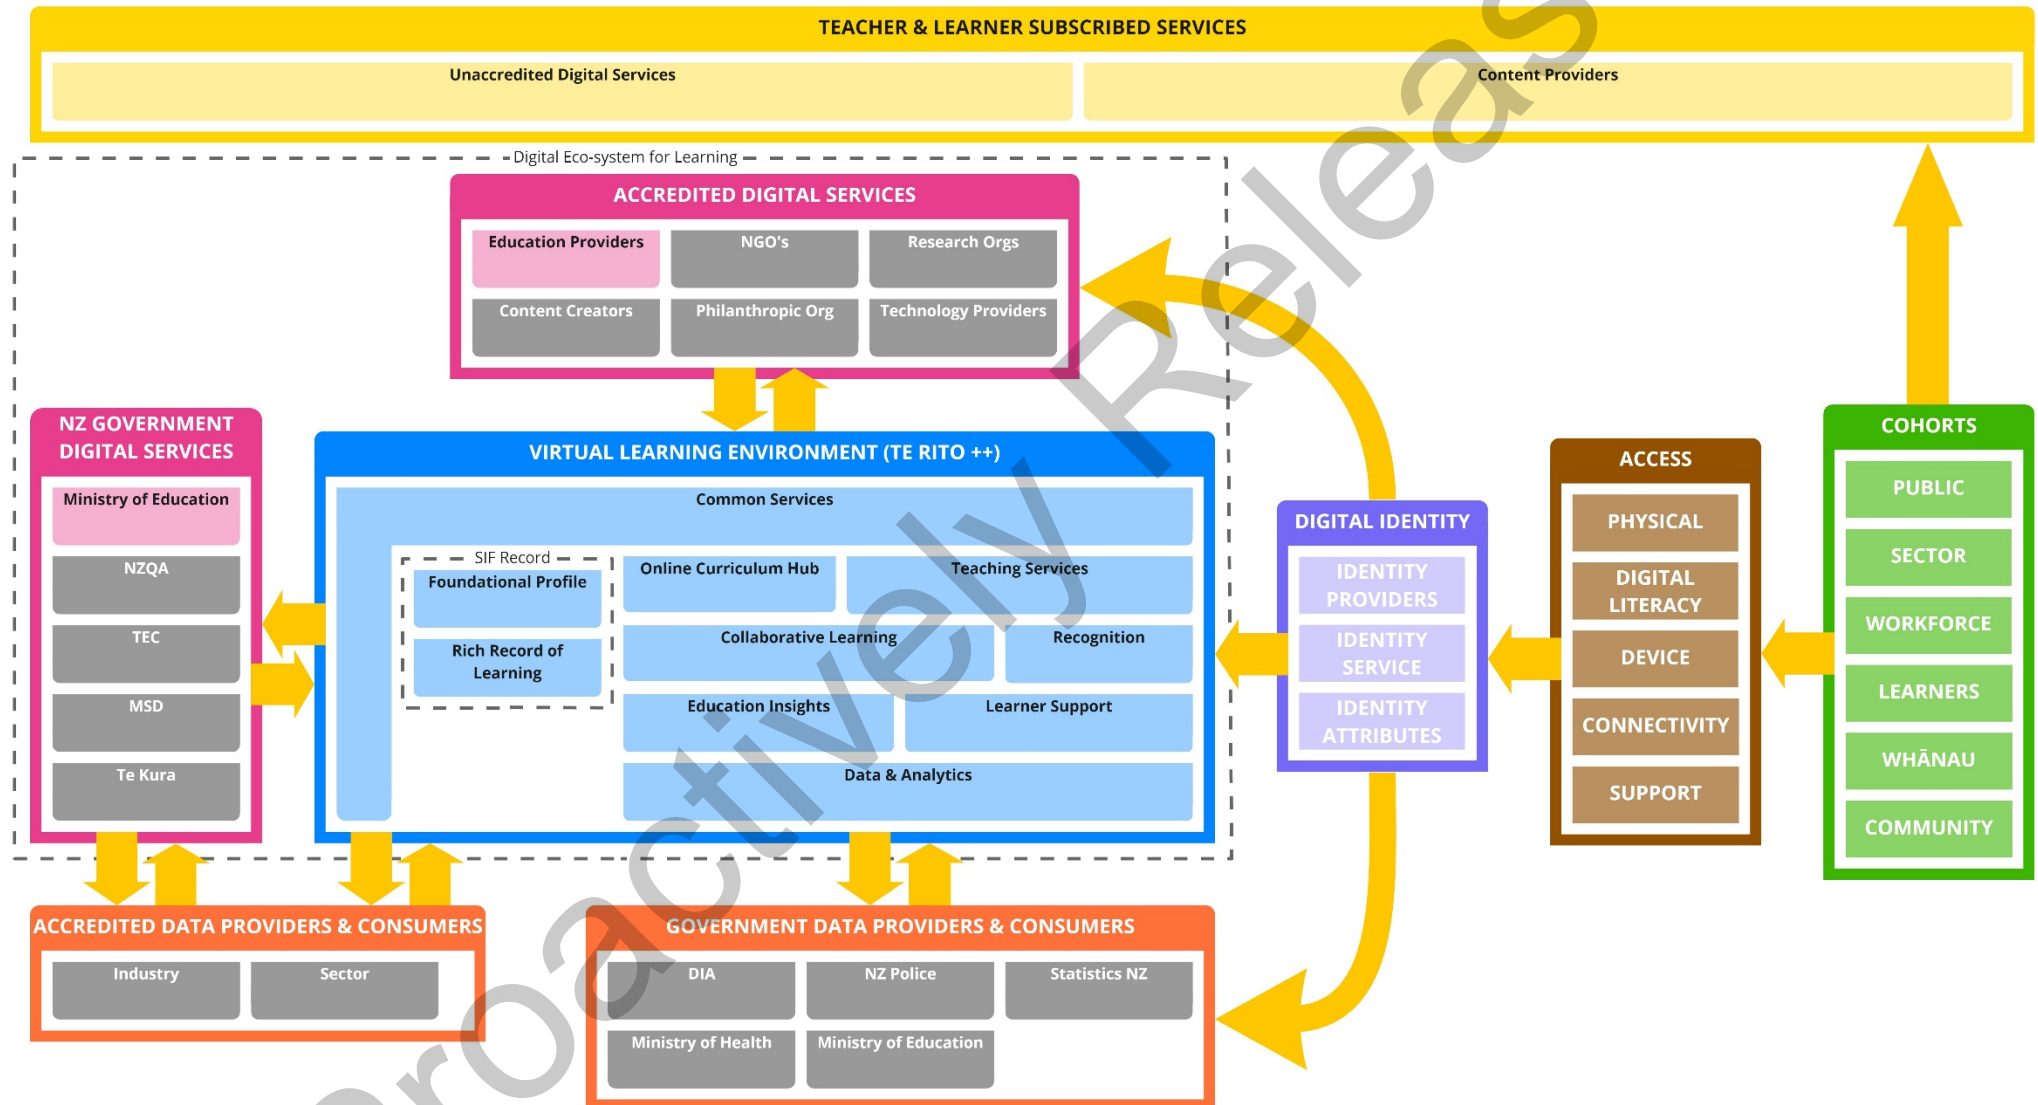 TEACHER & LEARNER SUBSCRIBED SERVICES
Unaccredited Digital Services
Content Providers
Digital Eco-system for Learning
ACCREDITED DIGITAL SERVICES
Education Providers
NGO's
Research Orgs
Content Creators
Philanthropic Org
Technology Providers
NZ GOVERNMENT
DIGITAL SERVICES
Ministry of Education
NZQA
TEC
MSD
Te Kura
VIRTUAL LEARNING ENVIRONMENT (TE RITO ++)
Common Services
SIF Record
Foundational Profile
Rich Record of
Learning
Online Curriculum Hub
Teaching Services
Collaborative Learning
Recognition
Education Insights
Learner Support
Data & Analytics
DIGITAL IDENTITY
IDENTITY
PROVIDERS
IDENTITY
SERVICE
IDENTITY
ATTRIBUTES
ACCESS
PHYSICAL
DIGITAL
LITERACY
DEVICE
CONNECTIVITY
SUPPORT
COHORTS
PUBLIC
SECTOR
WORKFORCE
LEARNERS
WHĀNAU
COMMUNITY
ACCREDITED DATA PROVIDERS & CONSUMERS
Industry
Sector
GOVERNMENT DATA PROVIDERS & CONSUMERS
DIA
NZ Police
Statistics NZ
Ministry of Health
Ministry of Education
roactively Releas